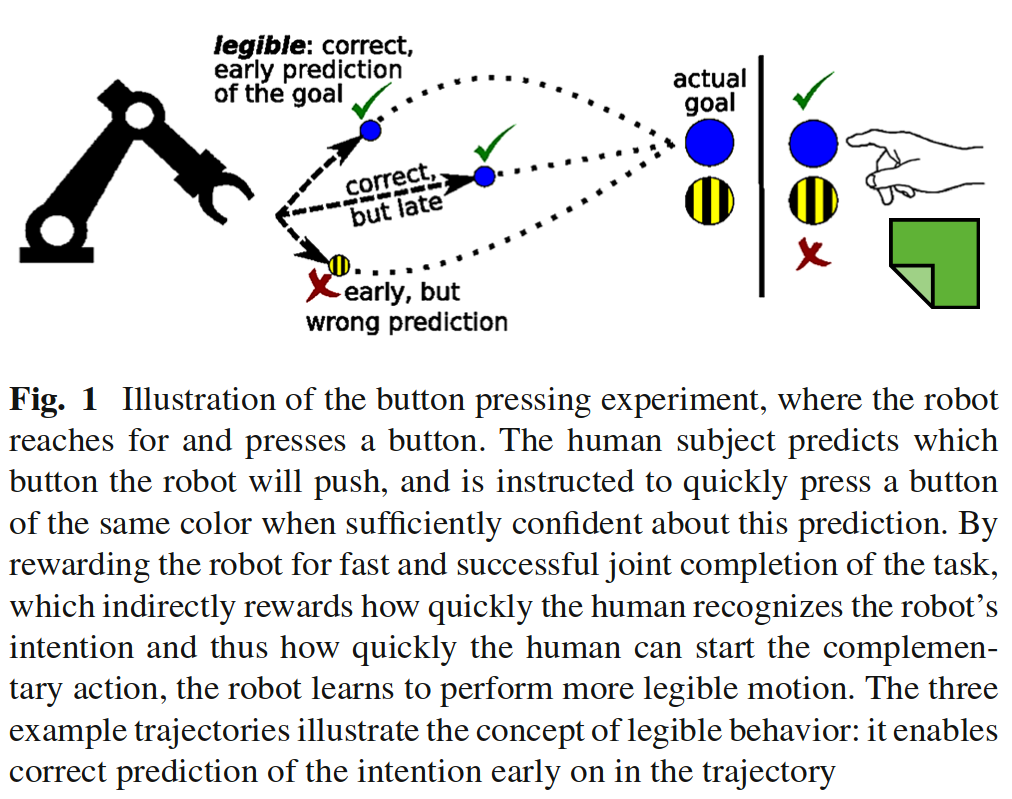 legible: correct,
early prediction
of the goal
correct,
but late
early, but
wrong prediction
actual
goal
Fig. 1 Illustration of the button pressing experiment, where the robot
reaches for and presses a button. The human subject predicts which
button the robot will push, and is instructed to quickly press a button
of the same color when sufficiently confident about this prediction. By
rewarding the robot for fast and successful joint completion of the task,
which indirectly rewards how quickly the human recognizes the robot’s
intention and thus how quickly the human can start the complemen-
tary action, the robot learns to perform more legible motion. The three
example trajectories illustrate the concept of legible behavior: it enables
correct prediction of the intention early on in the trajectory